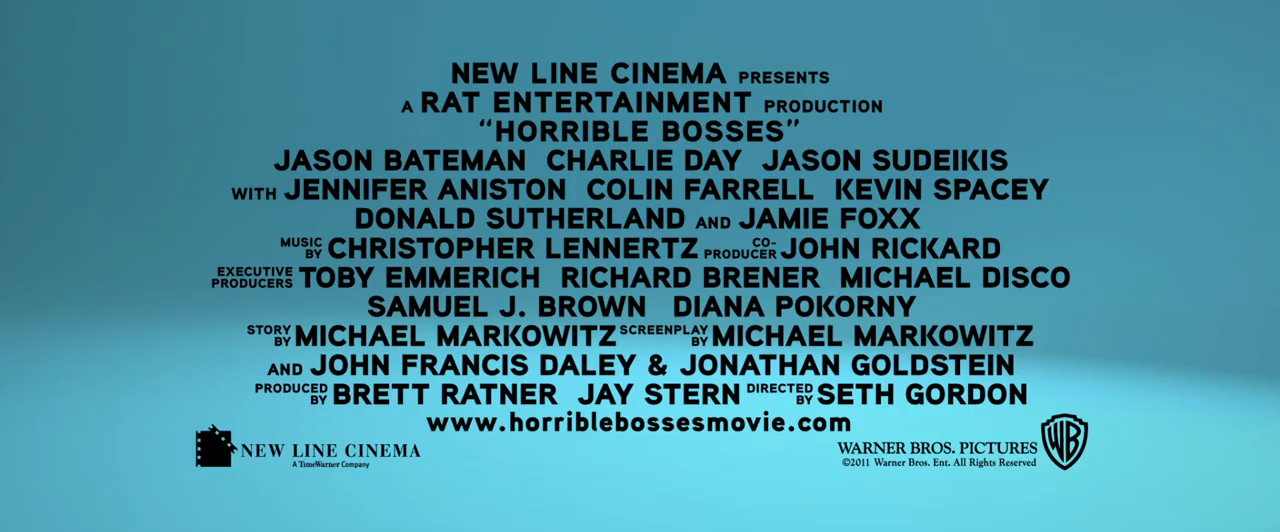 NEW LINE CINEMA PRESENTS
A RAT ENTERTAINMENT PRODUCTION
“HORRIBLE BOSSES”
JASON BATEMAN CHARLIE DAY JASON SUDEIKIS
WITH JENNIFER ANISTON COLIN FARRELL KEVIN SPACEY
DONALD SUTHERLAND AND JAMIE FOXX
MUSIC BY CHRISTOPHER LENNERTZ CO-PRODUCER JOHN RICKARD
EXECUTIVE PRODUCERS TOBY EMMERICH RICHARD BRENER MICHAEL DISCO
SAMUEL J. BROWN DIANA POKORNY
STORY BY MICHAEL MARKOWITZ SCREENPLAY BY MICHAEL MARKOWITZ
AND JOHN FRANCIS DALEY & JONATHAN GOLDSTEIN
PRODUCED BY BRETT RATNER JAY STERN DIRECTED BY SETH GORDON
www.horriblebossesmovie.com
NEW LINE CINEMA
A TimeWarner Company
WARNER BROS. PICTURES
©2011 Warner Bros. Ent. All Rights Reserved
WB